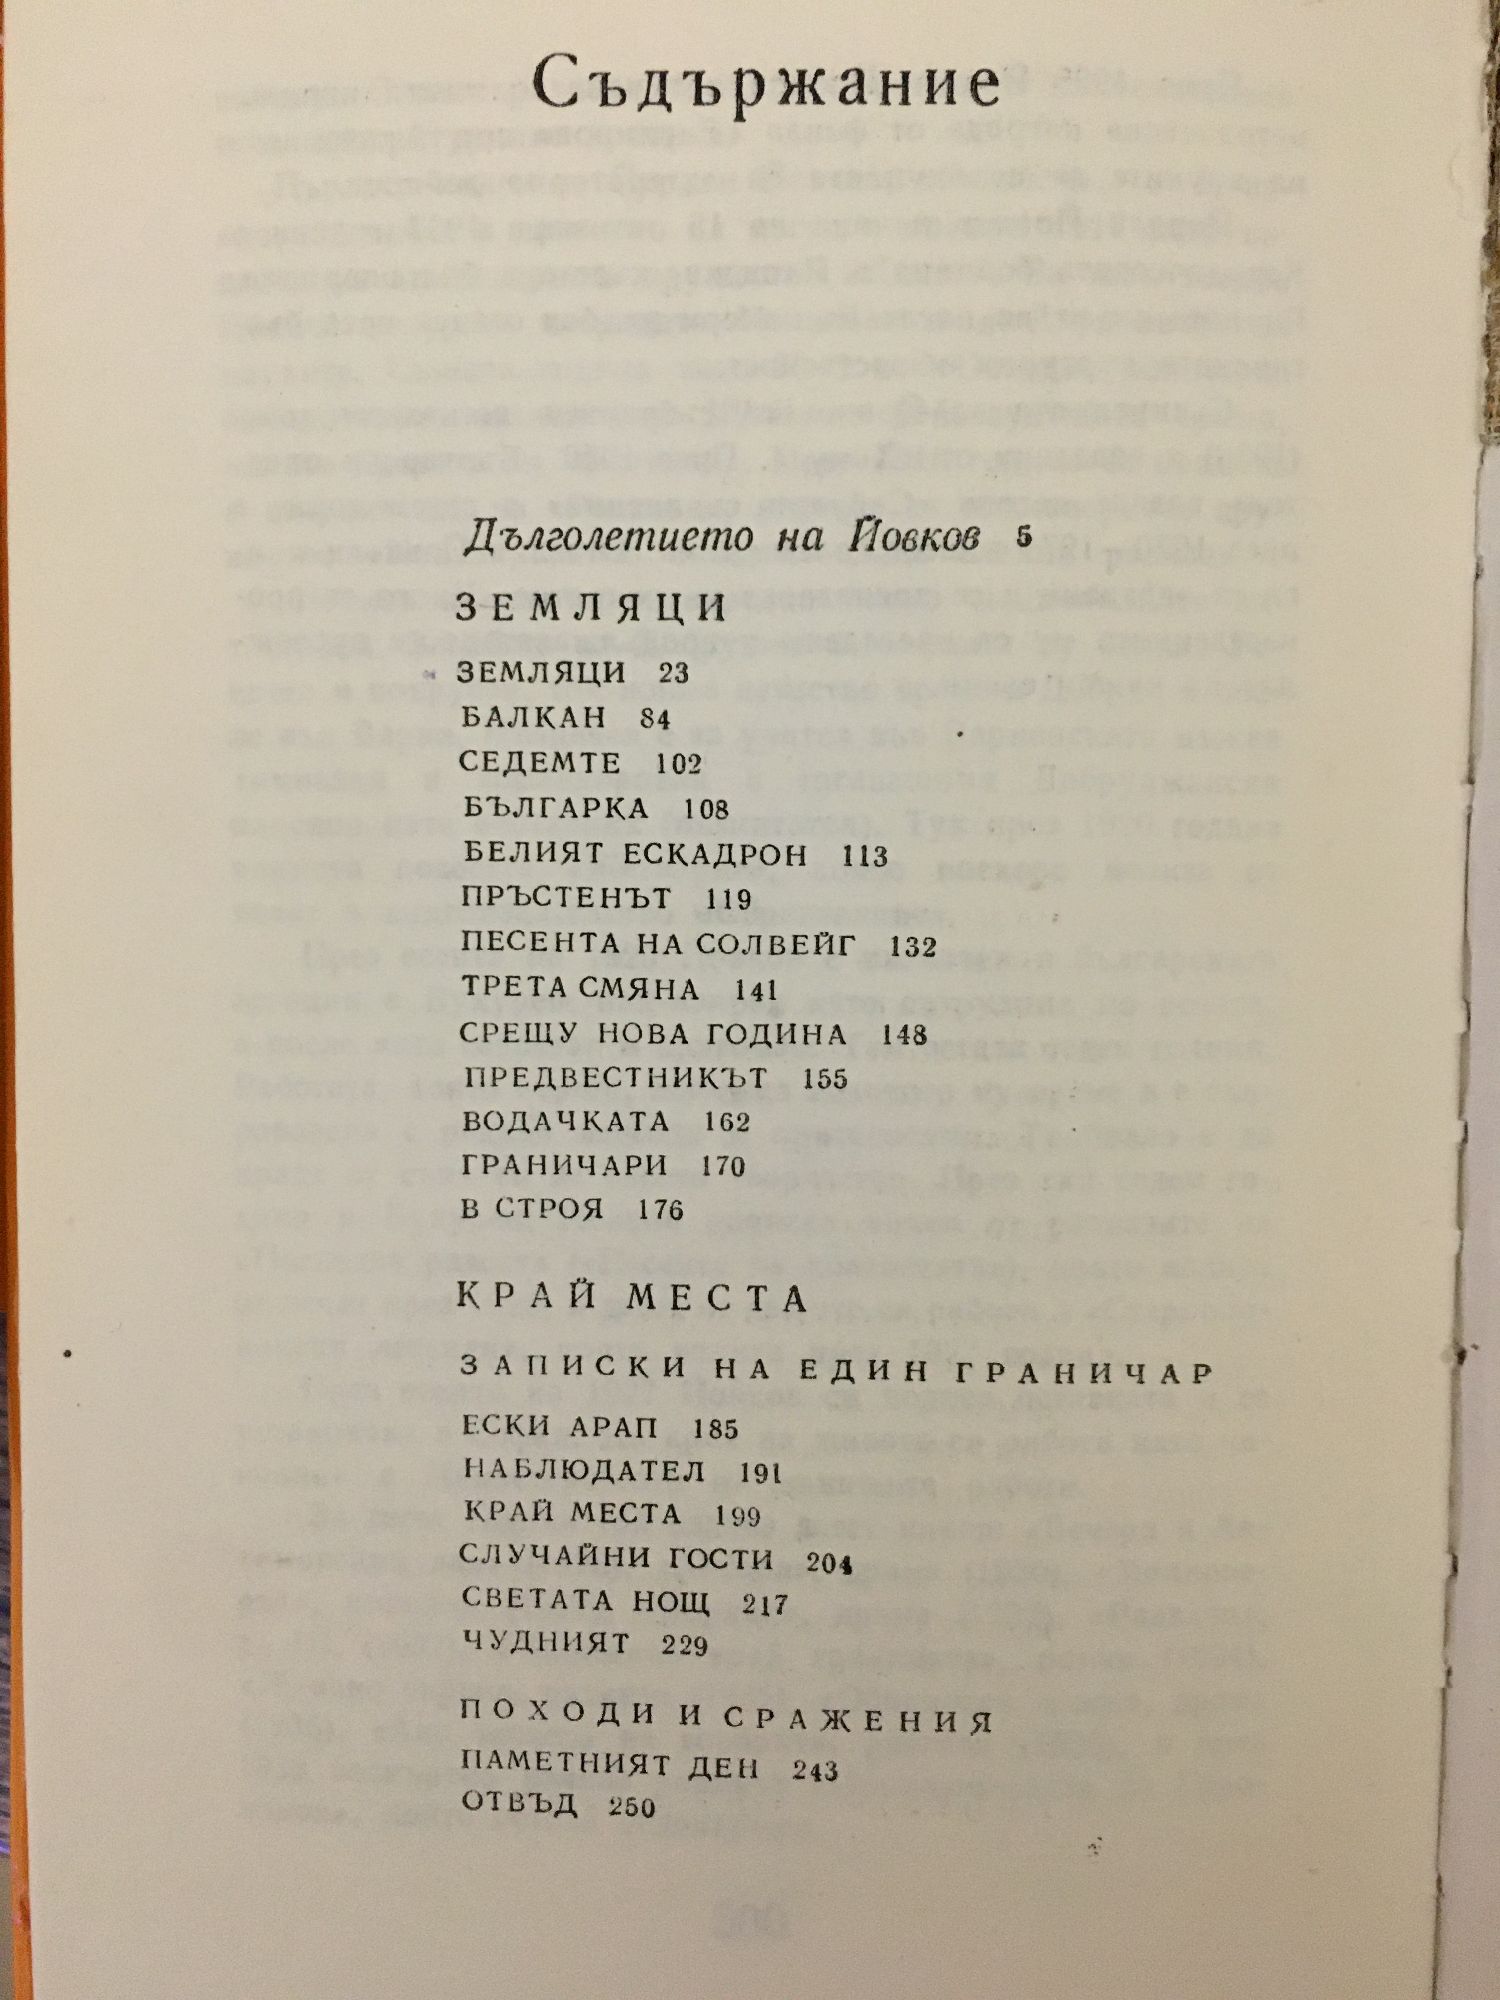 Съдържание
Дълголетието на Йовков 5
ЗЕМЛЯЦИ
ЗЕМЛЯЦИ 23
БАЛКАН 84
СЕДЕМТЕ 102
БЪЛГАРКА 108
БЕЛИЯТ ЕСКАДРОН 113
ПРЪСТЕНЪТ 119
ПЕСЕНТА НА СОЛВЕЙГ 132
ТРЕТА СМЯНА 141
СРЕЩУ НОВА ГОДИНА 148
ПРЕДВЕСТНИКЪТ 155
ВОДАЧКАТА 162
ГРАНИЧАРИ 170
В СТРОЯ 176
КРАЙ МЕСТА
ЗАПИСКИ НА ЕДИН ГРАНИЧАР
ЕСКИ АРАП 185
НАБЛЮДАТЕЛ 191
КРАЙ МЕСТА 199
СЛУЧАЙНИ ГОСТИ 204
СВЕТАТА НОЩ 217
ЧУДНИЯТ 229
ПОХОДИ И СРАЖЕНИЯ
ПАМЕТНИЯТ ДЕН 243
ОТВЪД 250